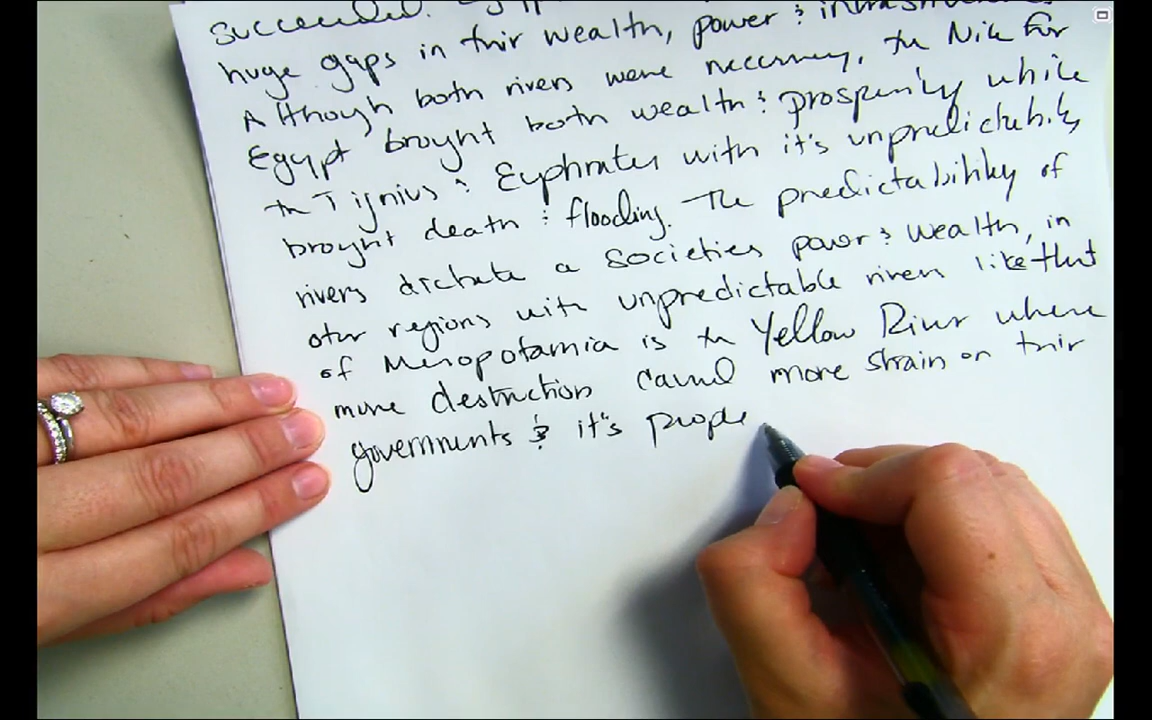 succeeded.
huge gaps in their wealth, power &
Although both rivers were necessary, the Nile for
Egypt brought both wealth & prosperity while
the Tigrius & Euphrates with it's unpredictability
brought death & flooding. The predictability of
rivers dictate a societies power & wealth, in
other regions with unpredictable rivers like that
of Mesopotamia is the Yellow River where
more destruction caused more strain on their
governments & it's people